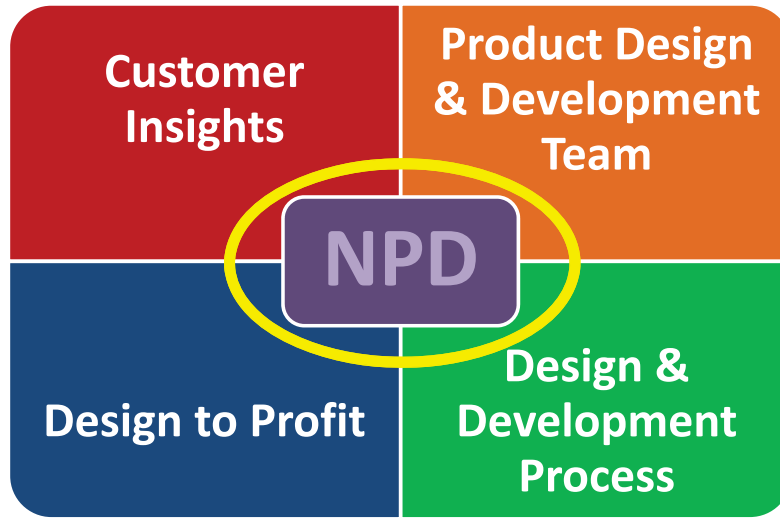 Customer
Insights
Product Design
& Development
Team
NPD
Design to Profit
Design &
Development
Process